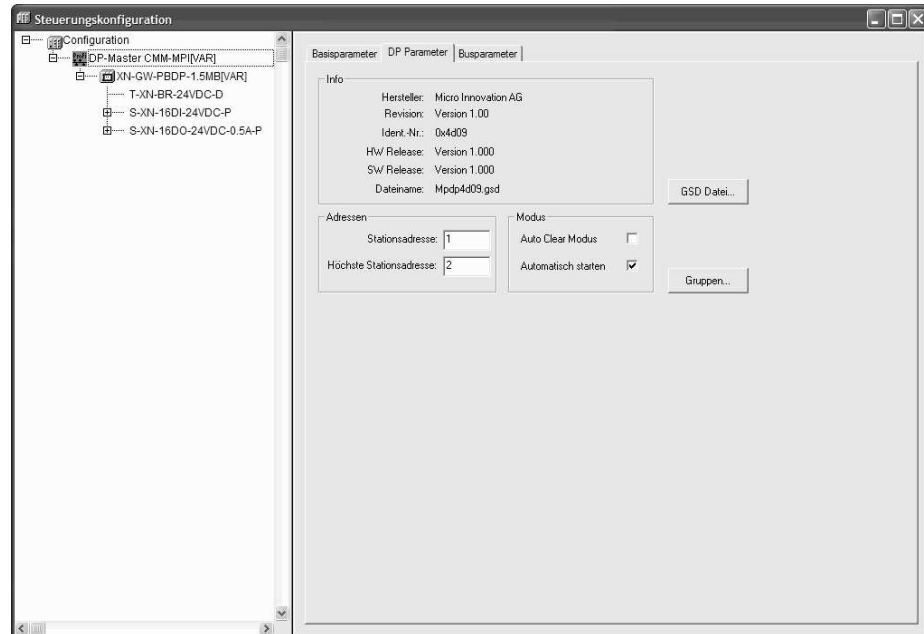 Steuerungskonfiguration
Configuration
DP-Master CMM-MPI[VAR]
XN-GW-PBDP-1.5MB[VAR]
T-XN-BR-24VDC-D
S-XN-16DI-24VDC-P
S-XN-16DO-24VDC-0.5A-P
Basisparameter DP Parameter Busparameter
Info
Hersteller: Micro Innovation AG
Revision: Version 1.00
Ident.-Nr.: 0x4d09
HW Release: Version 1.000
SW Release: Version 1.000
Dateiname: Mpdp4d09.gsd
GSD Datei...
Adressen
Stationsadresse: 1
Höchste Stationsadresse: 2
Modus
Auto Clear Modus
Automatisch starten
Gruppen...